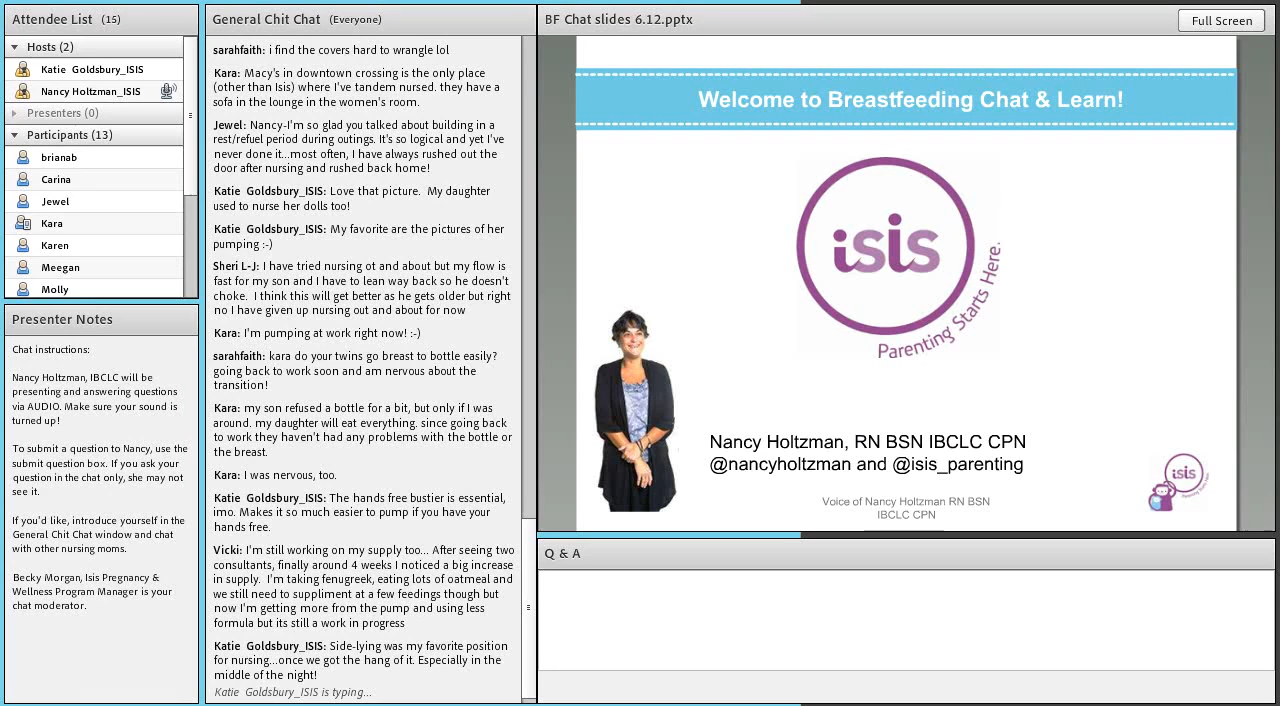 Attendee List (15)
Hosts (2)
Katie Goldsbury_ISIS
Nancy Holtzman_ISIS
Presenters (0)
Participants (13)
brianab
Carina
Jewel
Kara
Karen
Meegan
Molly
Presenter Notes
Chat instructions:
Nancy Holtzman, IBCLC will be
presenting and answering questions
via AUDIO. Make sure your sound is
turned up!
To submit a question to Nancy, use the
submit question box. If you ask your
question in the chat only, she may not
see it.
If you'd like, introduce yourself in the
General Chit Chat window and chat
with other nursing moms.
Becky Morgan, Isis Pregnancy &
Wellness Program Manager is your
chat moderator.
General Chit Chat (Everyone)
sarahfaith: i find the covers hard to wrangle lol
Kara: Macy's in downtown crossing is the only place
(other than Isis) where I've tandem nursed. they have a
sofa in the lounge in the women's room.
Jewel: Nancy-I'm so glad you talked about building in a
rest/refuel period during outings. It's so logical and yet I've
never done it...most often, I have always rushed out the
door after nursing and rushed back home!
Katie Goldsbury_ISIS: Love that picture. My daughter
used to nurse her dolls too!
Katie Goldsbury_ISIS: My favorite are the pictures of her
pumping :-)
Sheri L-J: I have tried nursing ot and about but my flow is
fast for my son and I have to lean way back so he doesn't
choke. I think this will get better as he gets older but right
no I have given up nursing out and about for now
Kara: I'm pumping at work right now! :-)
sarahfaith: kara do your twins go breast to bottle easily?
going back to work soon and am nervous about the
transition!
Kara: my son refused a bottle for a bit, but only if I was
around. my daughter will eat everything. since going back
to work they haven't had any problems with the bottle or
the breast.
Kara: I was nervous, too.
Katie Goldsbury_ISIS: The hands free bustier is essential,
imo. Makes it so much easier to pump if you have your
hands free.
Vicki: I'm still working on my supply too... After seeing two
consultants, finally around 4 weeks I noticed a big increase
in supply. I'm taking fenugreek, eating lots of oatmeal and
we still need to suppliment at a few feedings though but
now I'm getting more from the pump and using less
formula but its still a work in progress
Katie Goldsbury_ISIS: Side-lying was my favorite position
for nursing...once we got the hang of it. Especially in the
middle of the night!
Katie Goldsbury_ISIS is typing...
BF Chat slides 6.12.pptx
Full Screen
Welcome to Breastfeeding Chat & Learn!
isis
Parenting Starts Here.
Nancy Holtzman, RN BSN IBCLC CPN
@nancyholtzman and @isis_parenting
Voice of Nancy Holtzman RN BSN
IBCLC CPN
isis
Q & A